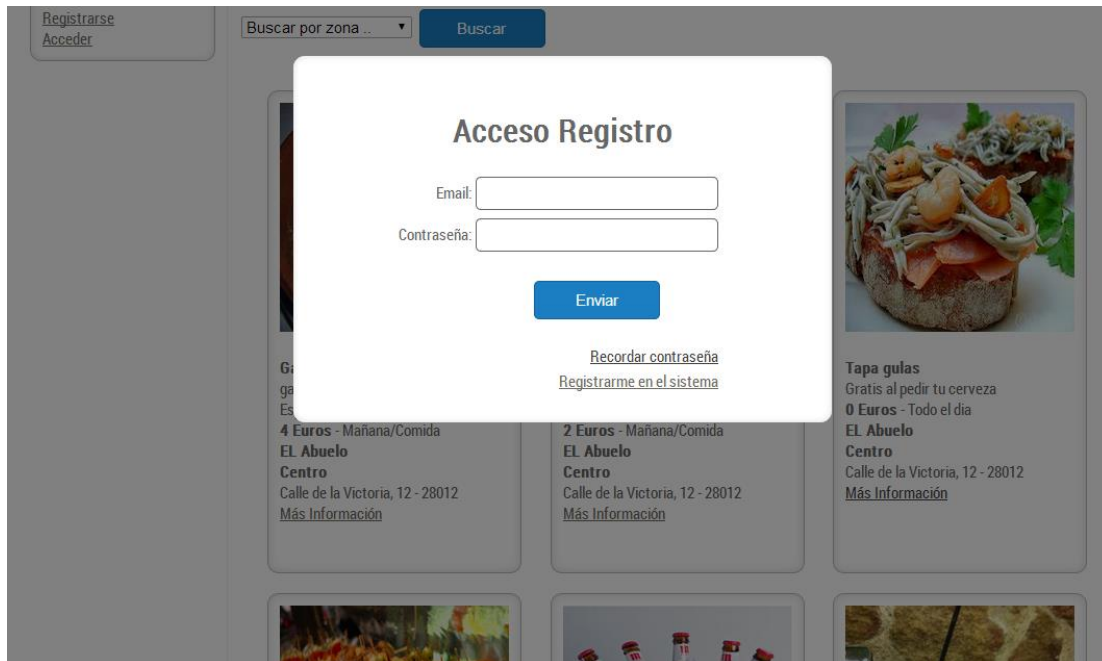 Registrarse
Acceder
Buscar por zona ..
Buscar
Acceso Registro
Email:
Contraseña:
Enviar
Recordar contraseña
Registrarme en el sistema
4 Euros - Mañana/Comida
EL Abuelo
Centro
Calle de la Victoria, 12 - 28012
Más Información
2 Euros - Mañana/Comida
EL Abuelo
Centro
Calle de la Victoria, 12 - 28012
Más Información
Tapa gulas
Gratis al pedir tu cerveza
0 Euros - Todo el dia
EL Abuelo
Centro
Calle de la Victoria, 12 - 28012
Más Información